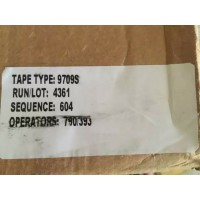 TAPE TYPE: 9709S
RUN/LOT: 4361
SEQUENCE: 604
OPERATORS: 790/393